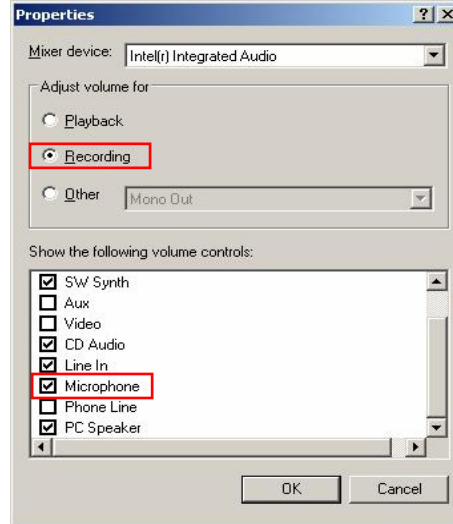 Properties
Mixer device: Intel(r) Integrated Audio
Adjust volume for
Playback
Recording
Other Mono Out
Show the following volume controls:
SW Synth
Aux
Video
CD Audio
Line In
Microphone
Phone Line
PC Speaker
OK Cancel